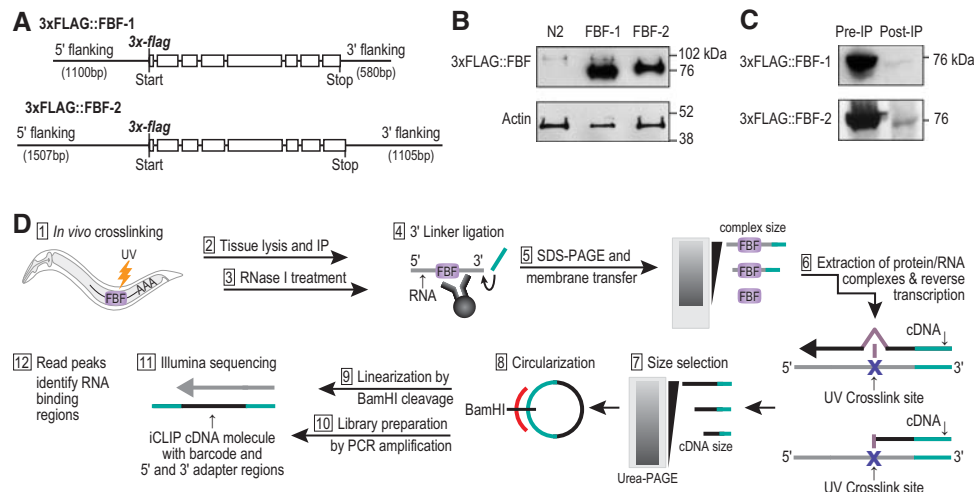 A
3xFLAG::FBF-1
5' flanking
3x-flag
3' flanking
(1100bp)
Start
Stop
(580bp)
3xFLAG::FBF-2
5' flanking
3x-flag
3' flanking
(1507bp)
Start
Stop
(1105bp)
B
N2 FBF-1 FBF-2
3xFLAG::FBF
102 kDa
76
Actin
52
38
C
Pre-IP Post-IP
3xFLAG::FBF-1
76 kDa
3xFLAG::FBF-2
76
D
1 In vivo crosslinking
UV
FBF
AAA
2 Tissue lysis and IP
3 RNase I treatment
4 3' Linker ligation
5' 3'
FBF
RNA
5 SDS-PAGE and
membrane transfer
complex size
FBF
FBF
FBF
6 Extraction of protein/RNA
complexes & reverse
transcription
cDNA
5' X 3'
UV Crosslink site
cDNA
5' X 3'
UV Crosslink site
7 Size selection
cDNA size
Urea-PAGE
8 Circularization
BamHI
9 Linearization by
BamHI cleavage
10 Library preparation
by PCR amplification
11 Illumina sequencing
iCLIP cDNA molecule
with barcode and
5' and 3' adapter regions
12 Read peaks
identify RNA
binding
regions